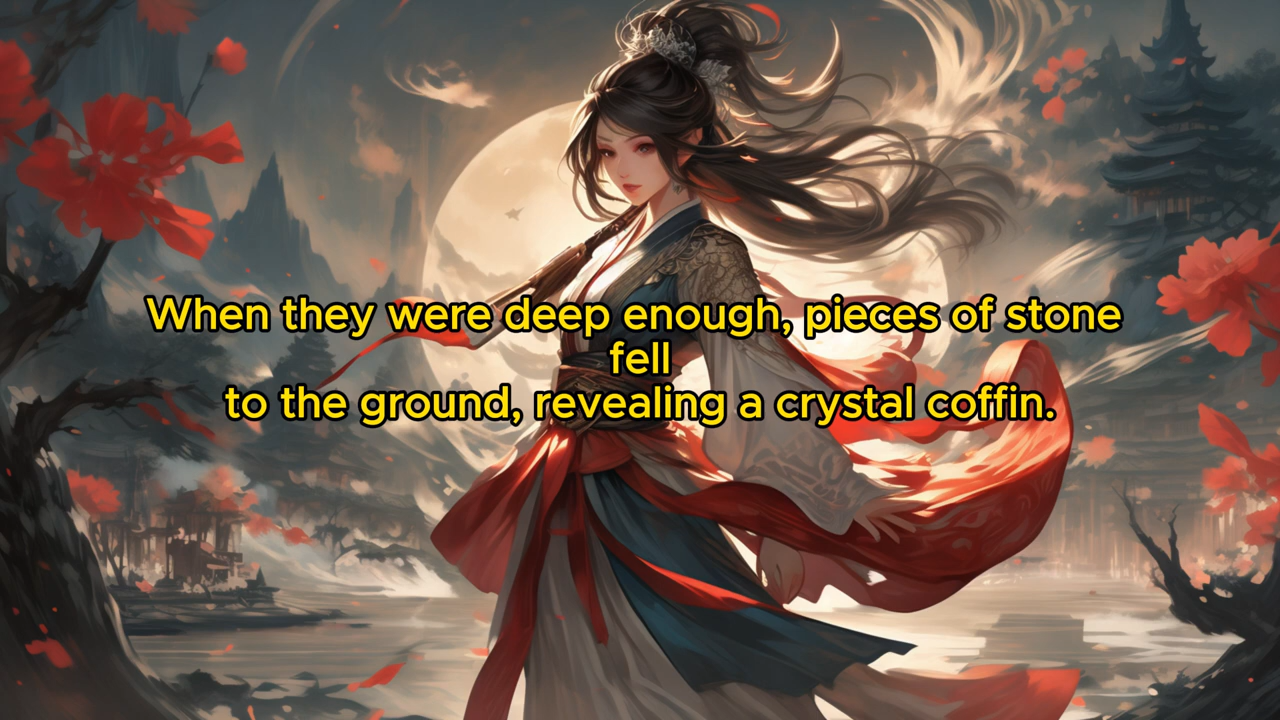 When they were deep enough, pieces of stone
fell
to the ground, revealing a crystal coffin.